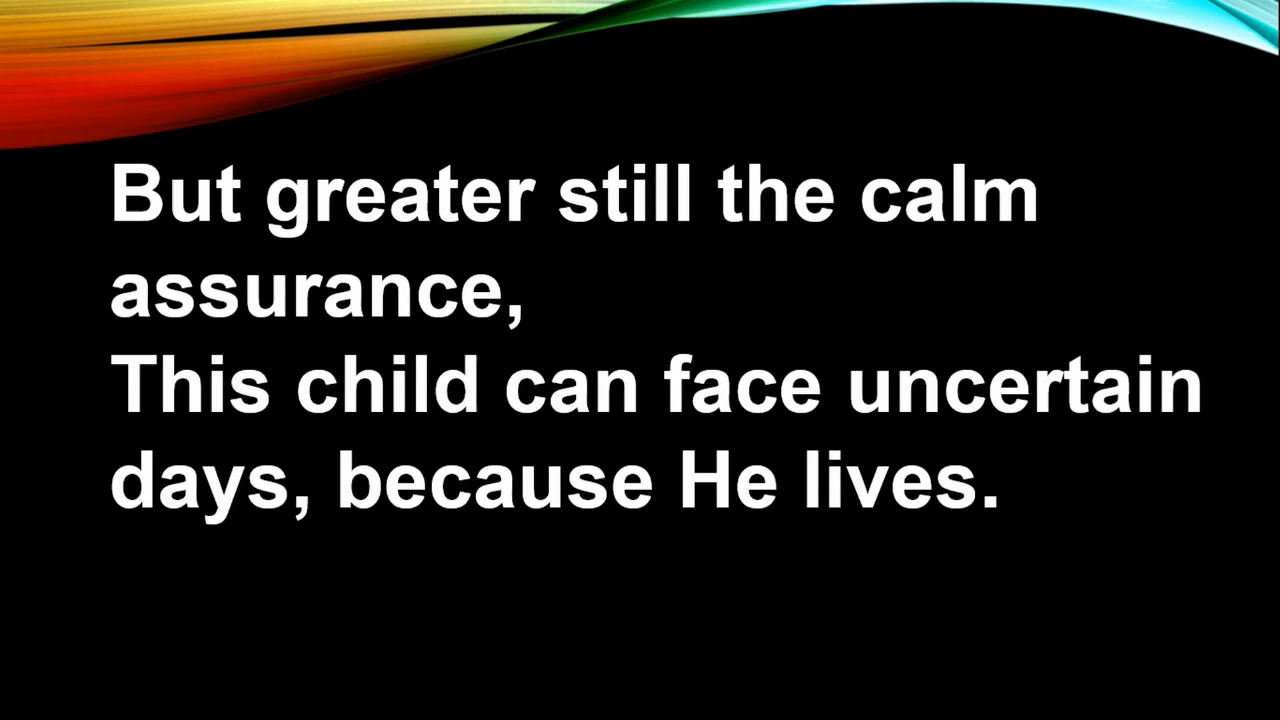 But greater still the calm
assurance,
This child can face uncertain
days, because He lives.